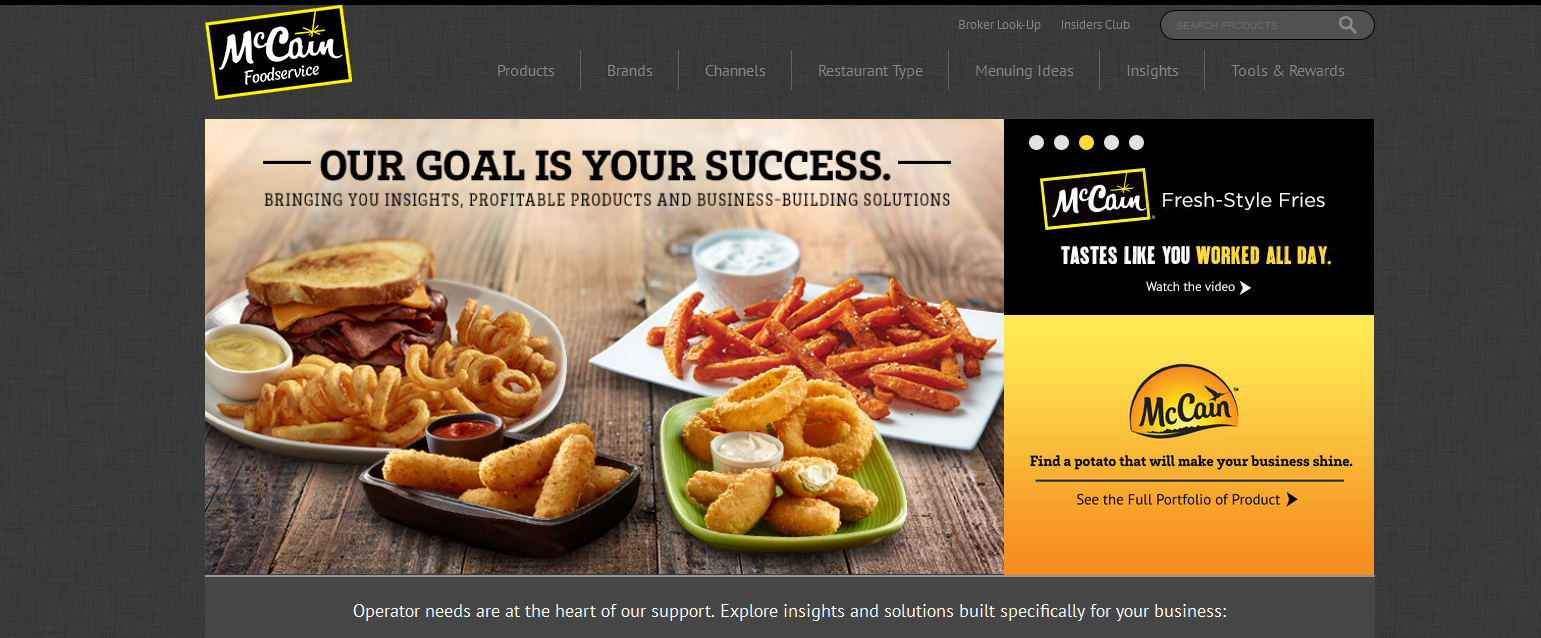 McCain
Foodservice
Broker Look-Up
Insiders Club
SEARCH PRODUCTS
Products
Brands
Channels
Restaurant Type
Menuing Ideas
Insights
Tools & Rewards
OUR GOAL IS YOUR SUCCESS.
BRINGING YOU INSIGHTS, PROFITABLE PRODUCTS AND BUSINESS-BUILDING SOLUTIONS
McCain® Fresh-Style Fries
TASTES LIKE YOU WORKED ALL DAY.
Watch the video
McCain™
Find a potato that will make your business shine.
See the Full Portfolio of Product
Operator needs are at the heart of our support. Explore insights and solutions built specifically for your business: